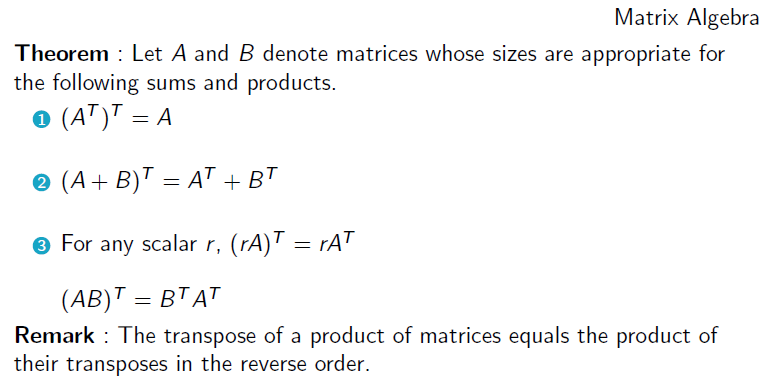 Matrix Algebra
Theorem : Let A and B denote matrices whose sizes are appropriate for
the following sums and products.
1 (A^T)^T = A
2 (A + B)^T = A^T + B^T
3 For any scalar r, (rA)^T = rA^T
(AB)^T = B^T A^T
Remark : The transpose of a product of matrices equals the product of
their transposes in the reverse order.